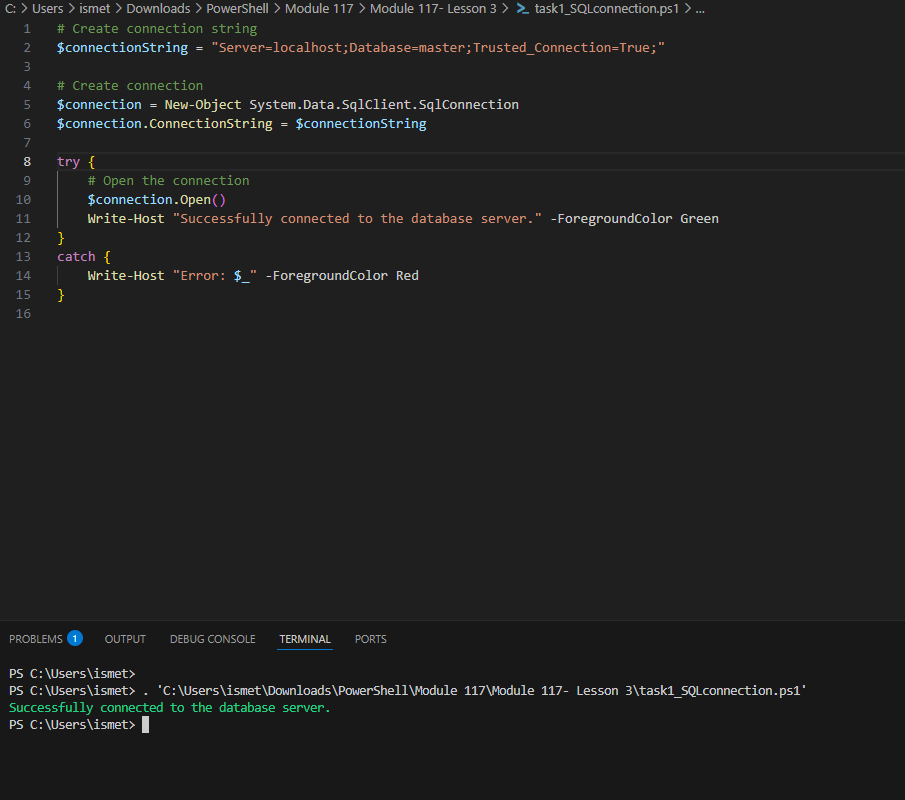 C: > Users > ismet > Downloads > PowerShell > Module 117 > Module 117- Lesson 3 > task1_SQLconnection.ps1 > ...
1 # Create connection string
2 $connectionString = "Server=localhost;Database=master;Trusted_Connection=True;"
3
4 # Create connection
5 $connection = New-Object System.Data.SqlClient.SqlConnection
6 $connection.ConnectionString = $connectionString
7
8 try {
9 # Open the connection
10 $connection.Open()
11 Write-Host "Successfully connected to the database server." -ForegroundColor Green
12 }
13 catch {
14 Write-Host "Error: $_" -ForegroundColor Red
15 }
16
PROBLEMS 1 OUTPUT DEBUG CONSOLE TERMINAL PORTS
PS C:\Users\ismet>
PS C:\Users\ismet> . 'C:\Users\ismet\Downloads\PowerShell\Module 117\Module 117- Lesson 3\task1_SQLconnection.ps1'
Successfully connected to the database server.
PS C:\Users\ismet>